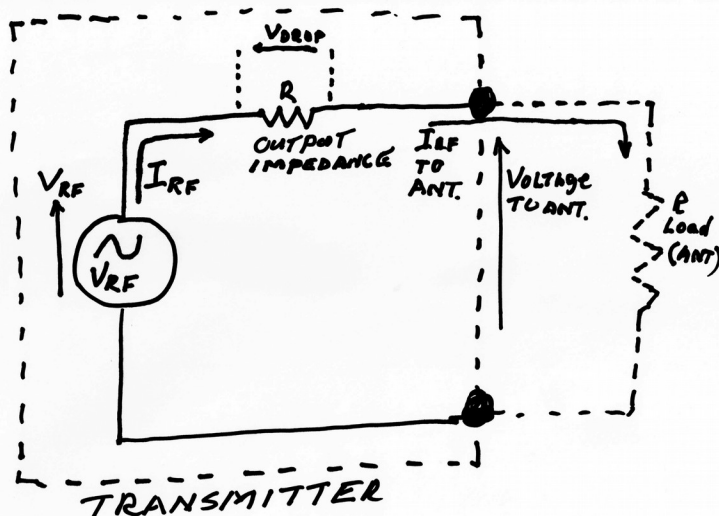 VDROP
R
OUTPUT
IMPEDANCE
IRF
TO
ANT.
VRF
IRF
VRF
Voltage
TO ANT.
R
Load
(ANT)
TRANSMITTER